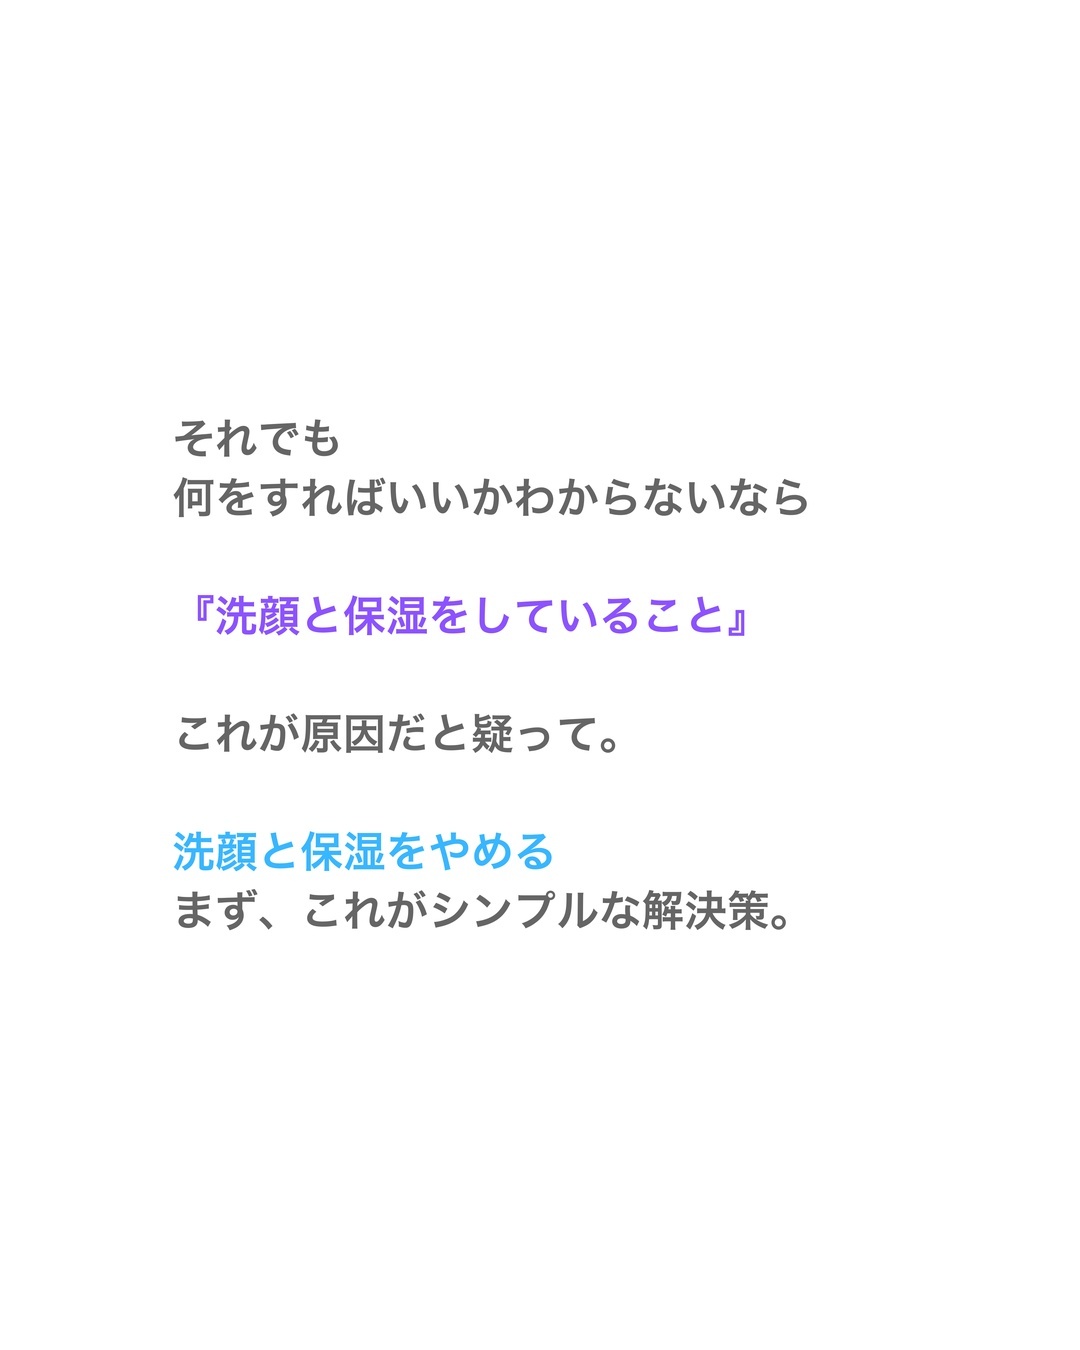 それでも
何をすればいいかわからないなら
『洗顔と保湿をしていること』
これが原因だと疑って。
洗顔と保湿をやめる
まず、これがシンプルな解決策。